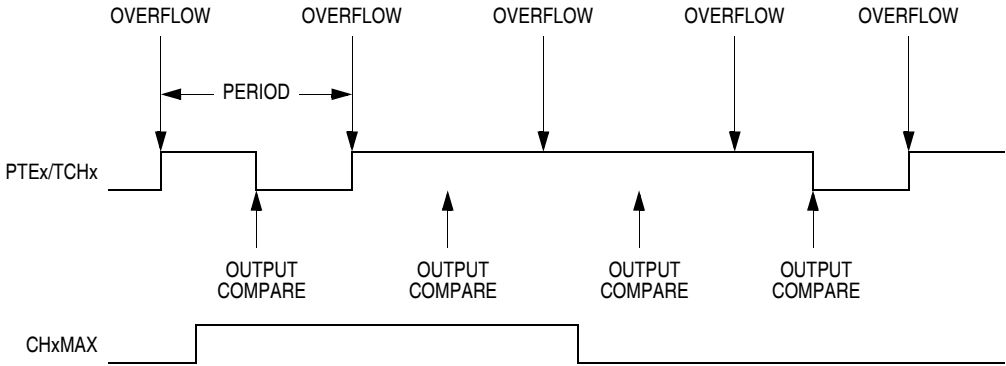 OVERFLOW OVERFLOW OVERFLOW OVERFLOW OVERFLOW
PERIOD
PTEx/TCHx
OUTPUT COMPARE
OUTPUT COMPARE
OUTPUT COMPARE
OUTPUT COMPARE
CHxMAX